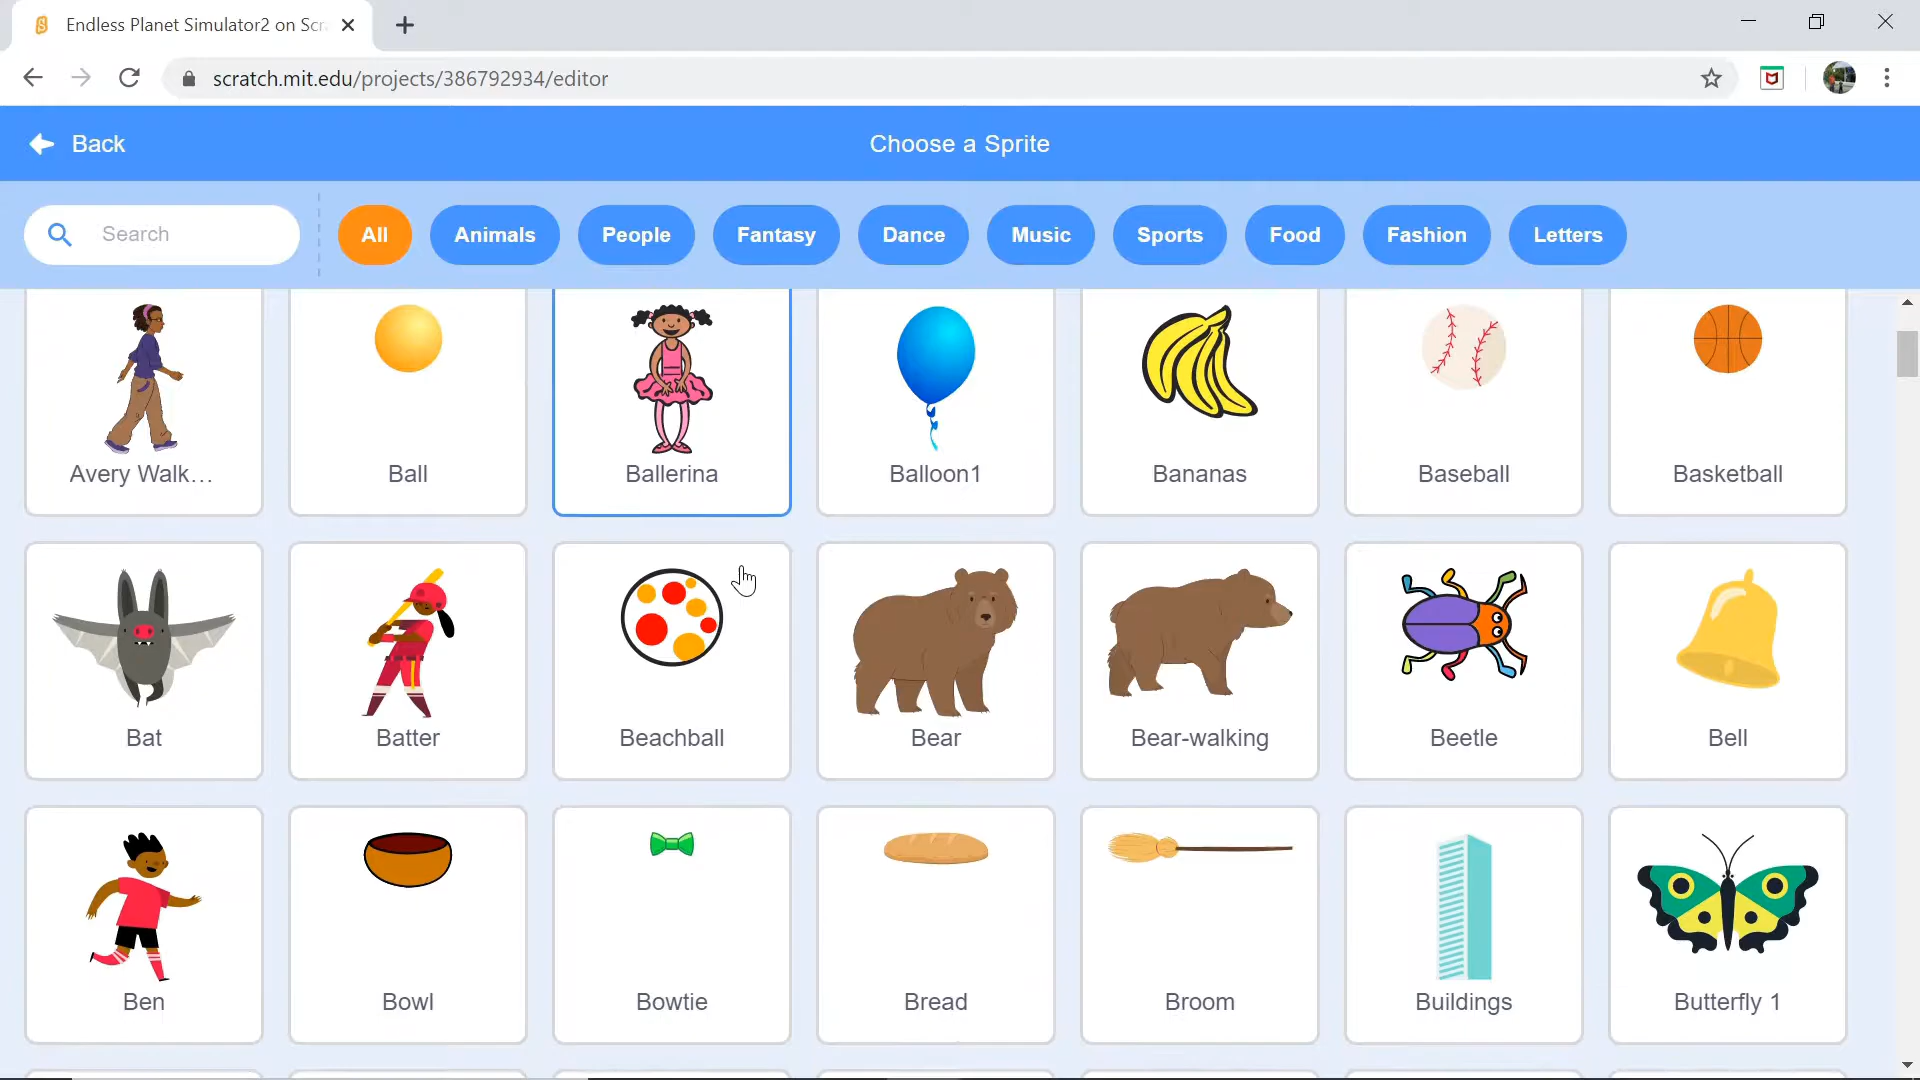 Endless Planet Simulator2 on Scr
scratch.mit.edu/projects/386792934/editor
Back
Choose a Sprite
Search
All
Animals
People
Fantasy
Dance
Music
Sports
Food
Fashion
Letters
Avery Walk...
Ball
Ballerina
Balloon1
Bananas
Baseball
Basketball
Bat
Batter
Beachball
Bear
Bear-walking
Beetle
Bell
Ben
Bowl
Bowtie
Bread
Broom
Buildings
Butterfly 1